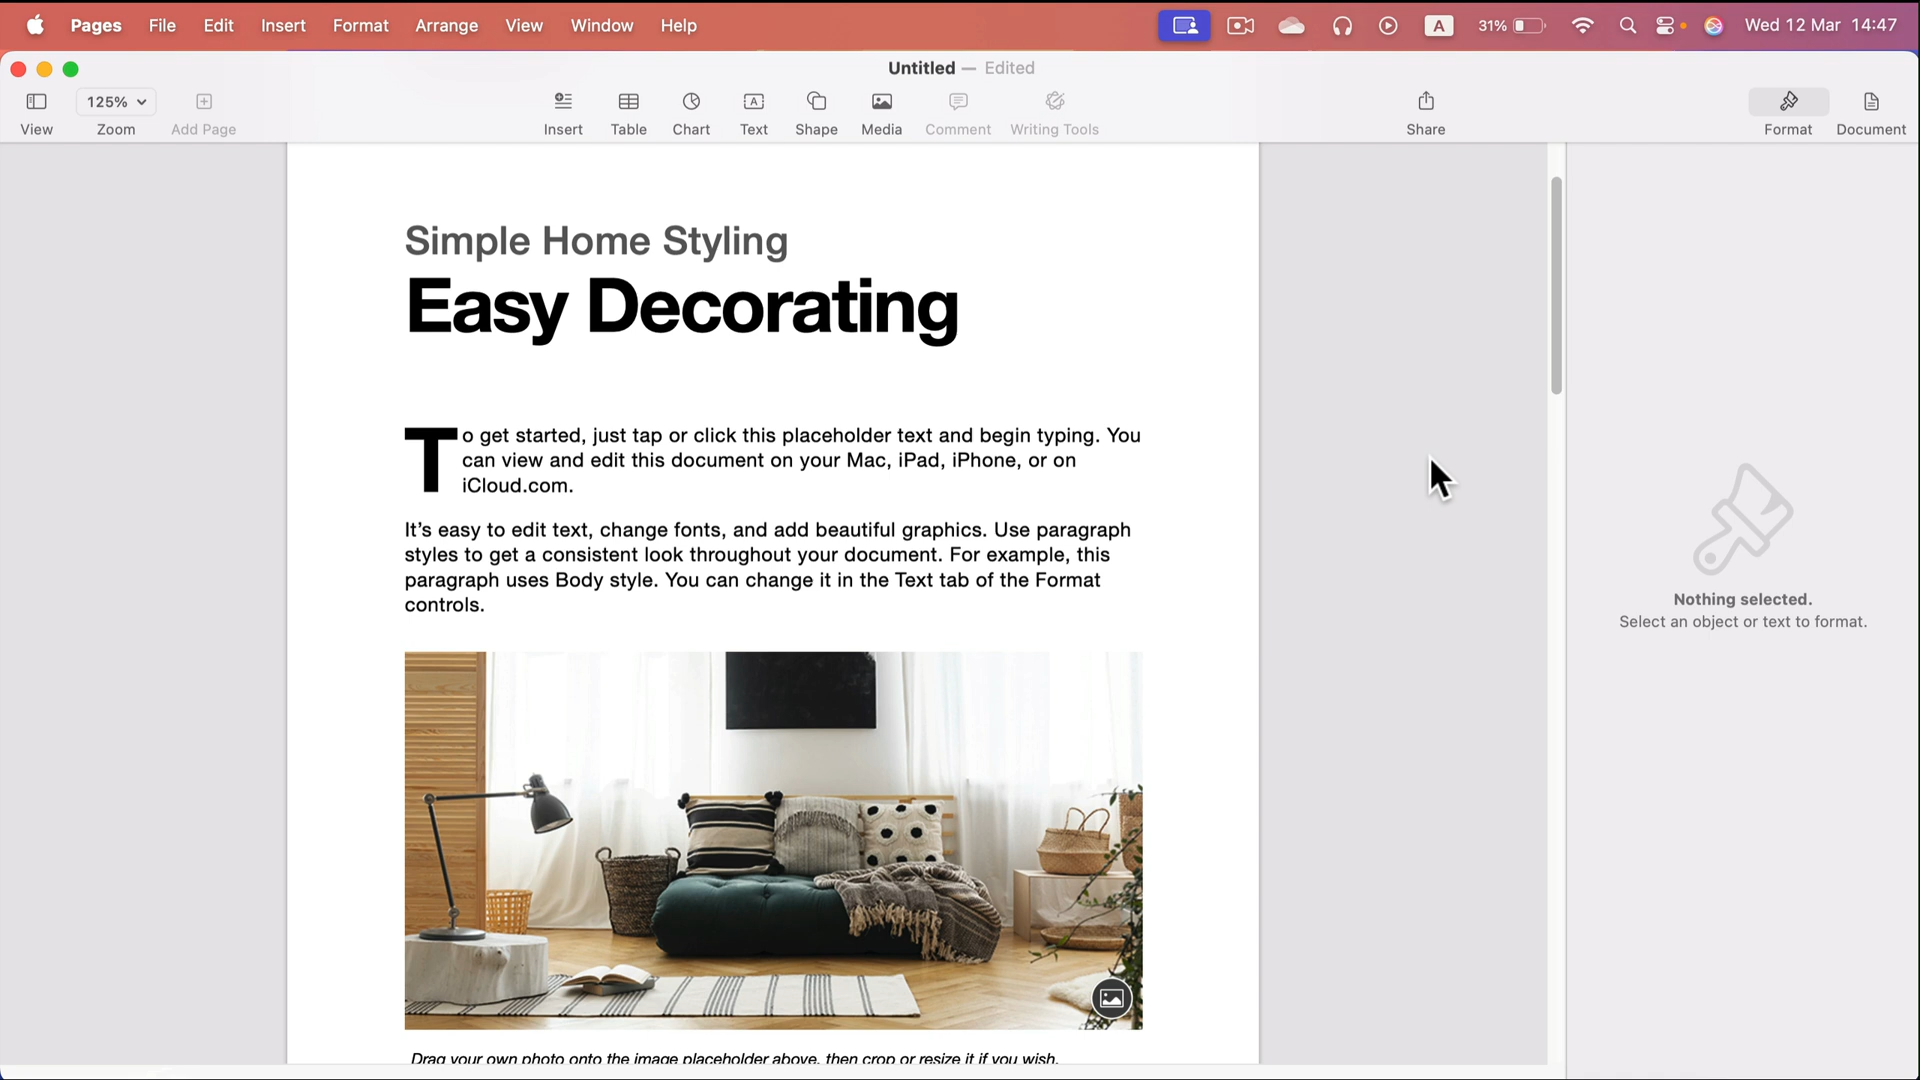 Pages File Edit Insert Format Arrange View Window Help A 31% Wed 12 Mar 14:47
Untitled — Edited
125%
View Zoom Add Page Insert Table Chart Text Shape Media Comment Writing Tools Share Format Document
Simple Home Styling
Easy Decorating
To get started, just tap or click this placeholder text and begin typing. You
can view and edit this document on your Mac, iPad, iPhone, or on
iCloud.com.
It’s easy to edit text, change fonts, and add beautiful graphics. Use paragraph
styles to get a consistent look throughout your document. For example, this
paragraph uses Body style. You can change it in the Text tab of the Format
controls.
Drag your own photo onto the image placeholder above, then crop or resize it if you wish.
Nothing selected.
Select an object or text to format.